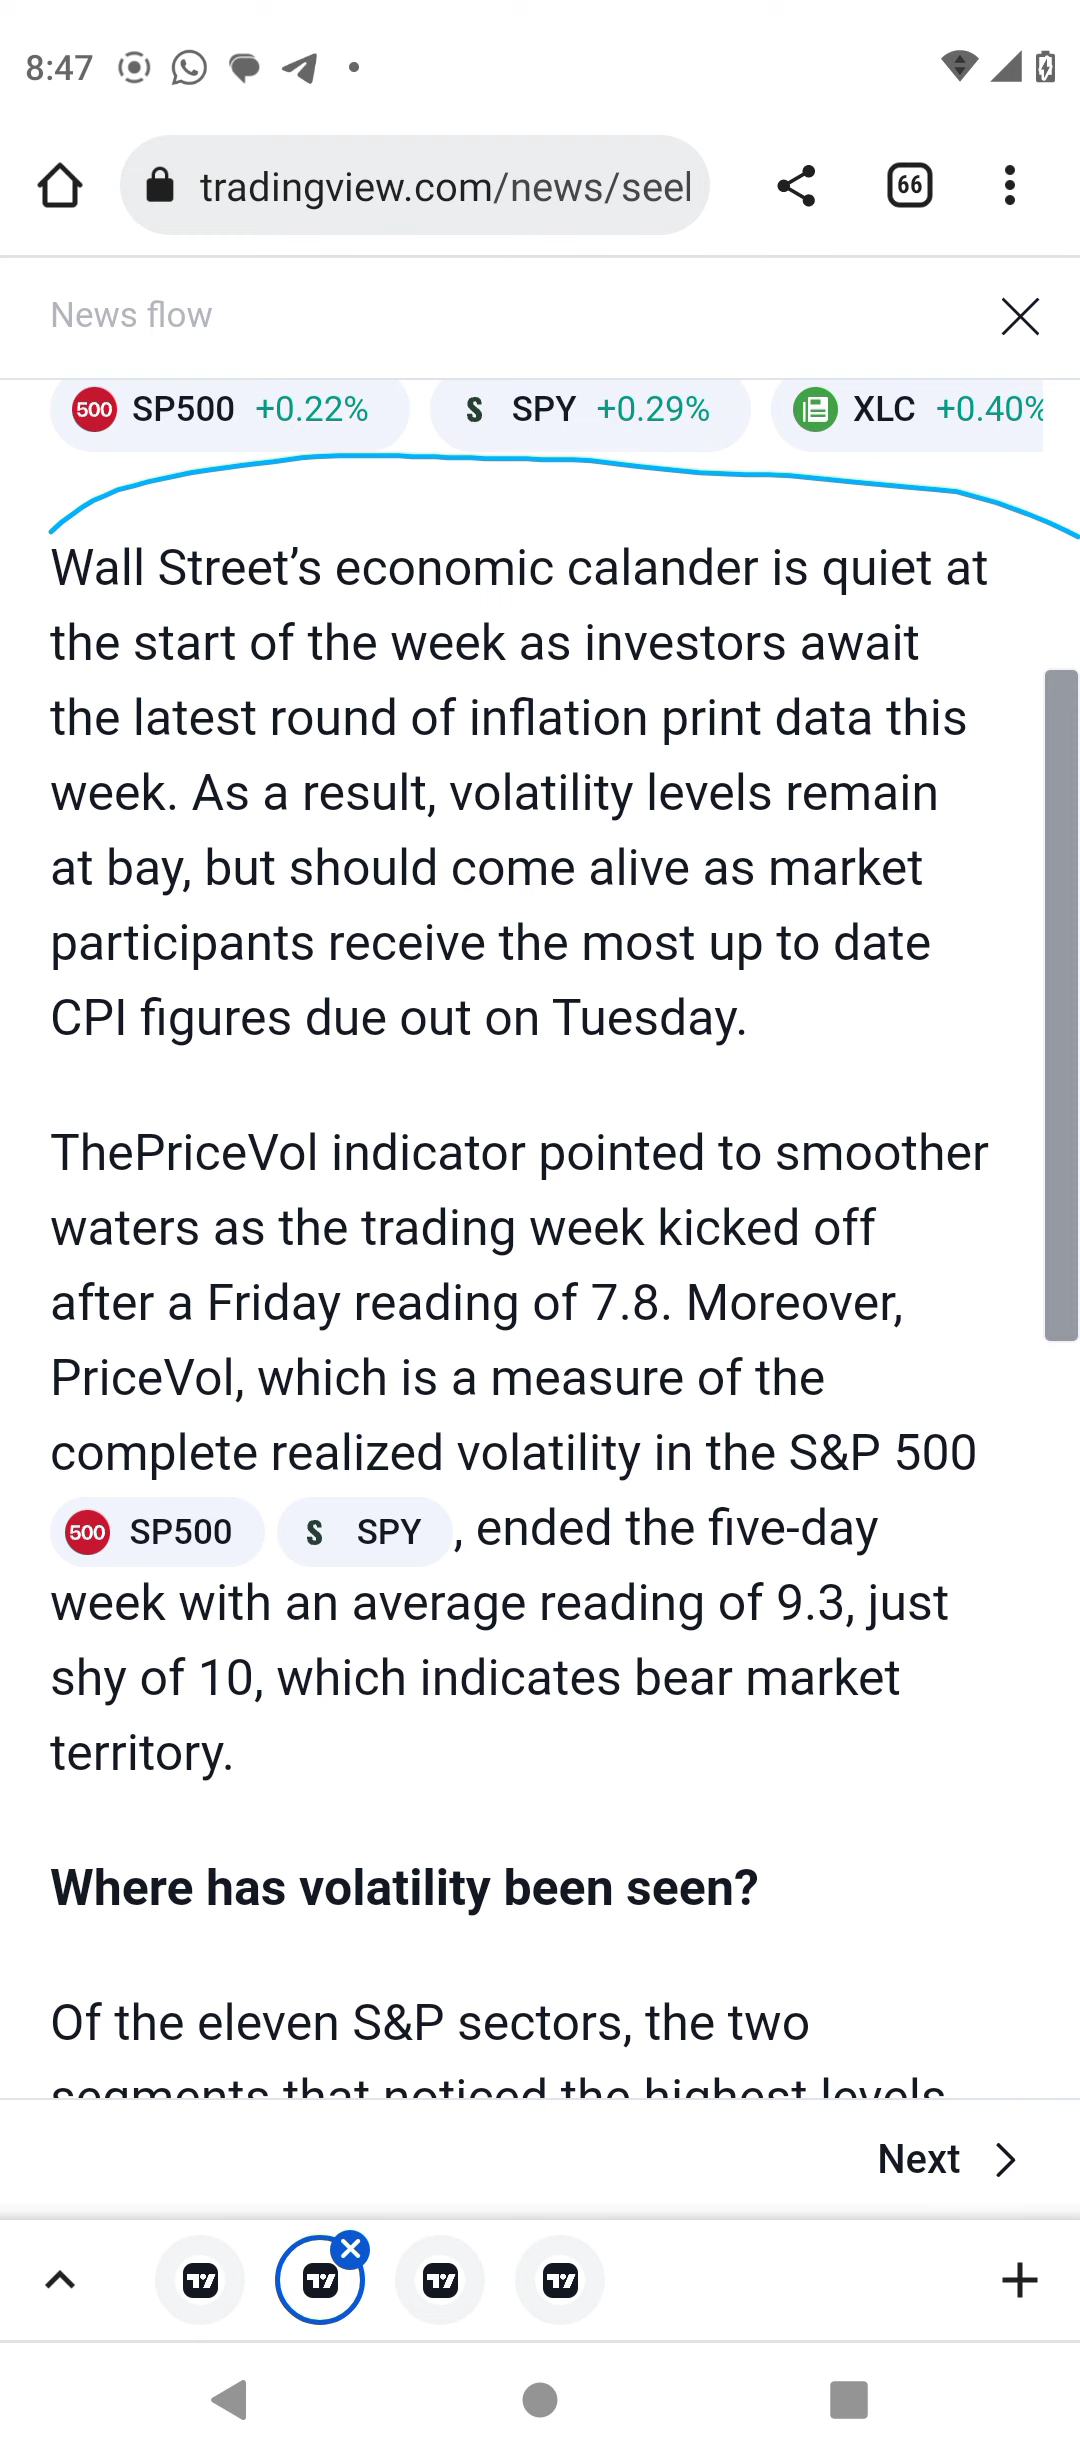 8:47
tradingview.com/news/seel
66
News flow
500 SP500 +0.22% S SPY +0.29% XLC +0.40%
Wall Street’s economic calander is quiet at
the start of the week as investors await
the latest round of inflation print data this
week. As a result, volatility levels remain
at bay, but should come alive as market
participants receive the most up to date
CPI figures due out on Tuesday.
ThePriceVol indicator pointed to smoother
waters as the trading week kicked off
after a Friday reading of 7.8. Moreover,
PriceVol, which is a measure of the
complete realized volatility in the S&P 500
500 SP500 S SPY , ended the five-day
week with an average reading of 9.3, just
shy of 10, which indicates bear market
territory.
Where has volatility been seen?
Of the eleven S&P sectors, the two
segments that noticed the highest levels
Next